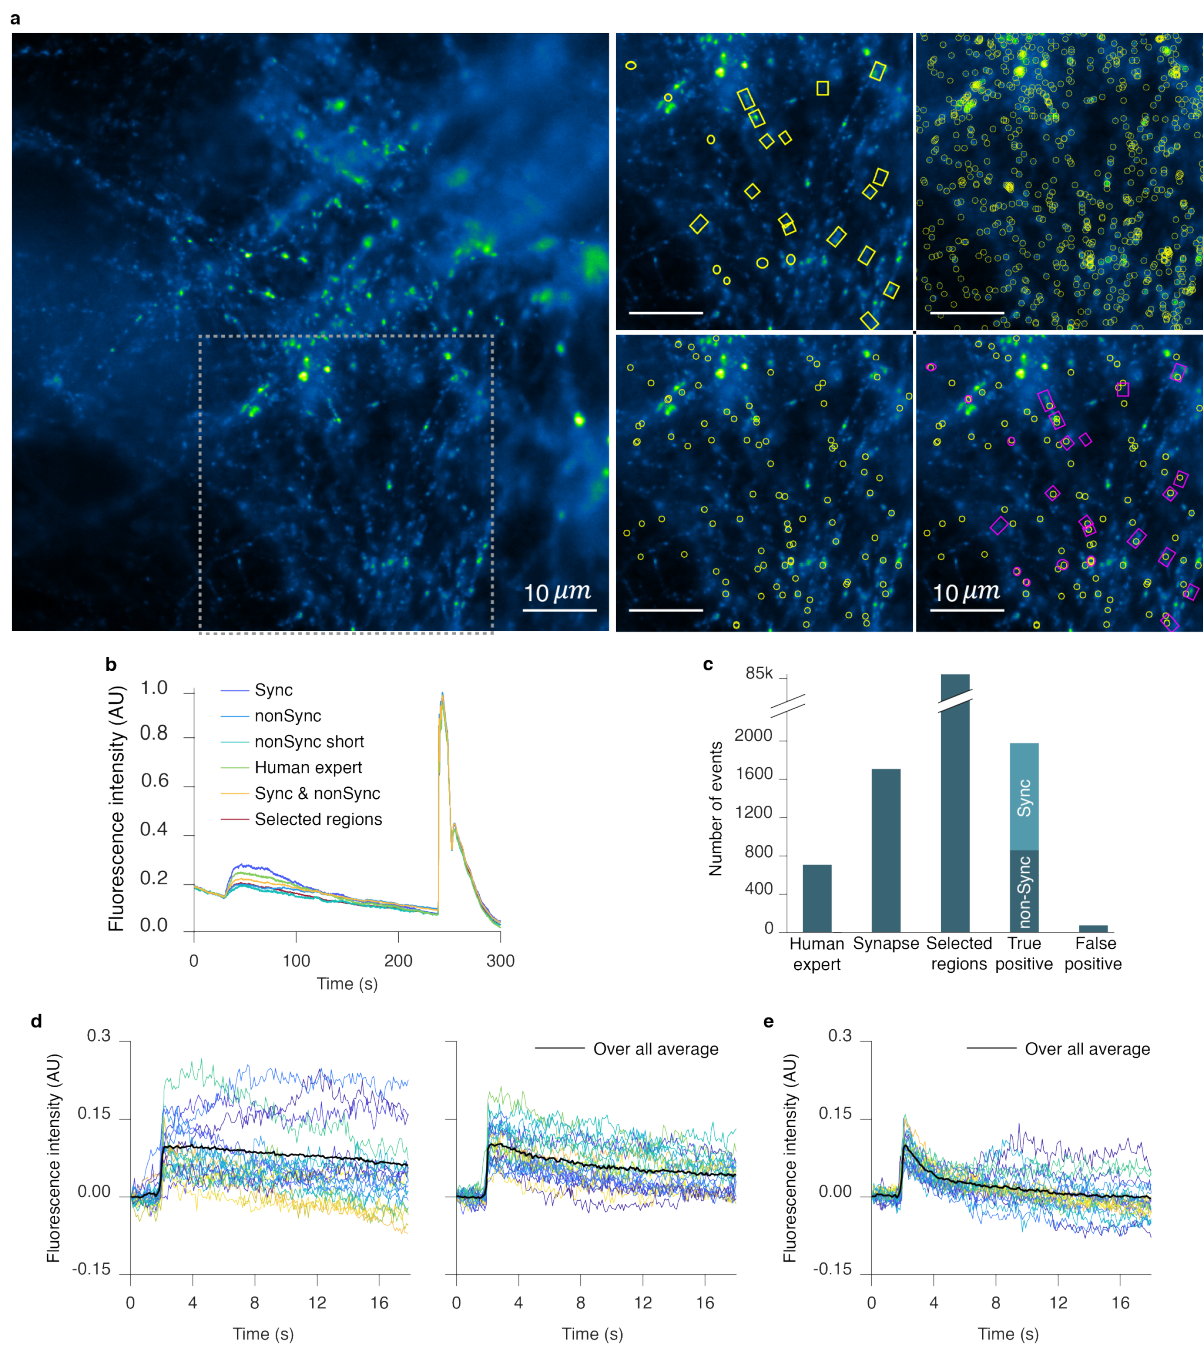 a
10 μm
10 μm
b
Fluorescence intensity (AU)
1.0
0.8
0.6
0.4
0.2
0.0
Sync
nonSync
nonSync short
Human expert
Sync & nonSync
Selected regions
0
100
200
300
Time (s)
c
Number of events
85k
2000
1600
1200
800
400
0
Sync
non-Sync
Human expert
Synapse
Selected regions
True positive
False positive
d
Fluorescence intensity (AU)
0.3
0.15
0.00
-0.15
0 4 8 12 16
Time (s)
Over all average
0 4 8 12 16
Time (s)
e
Fluorescence intensity (AU)
0.3
0.15
0.00
-0.15
Over all average
0 4 8 12 16
Time (s)